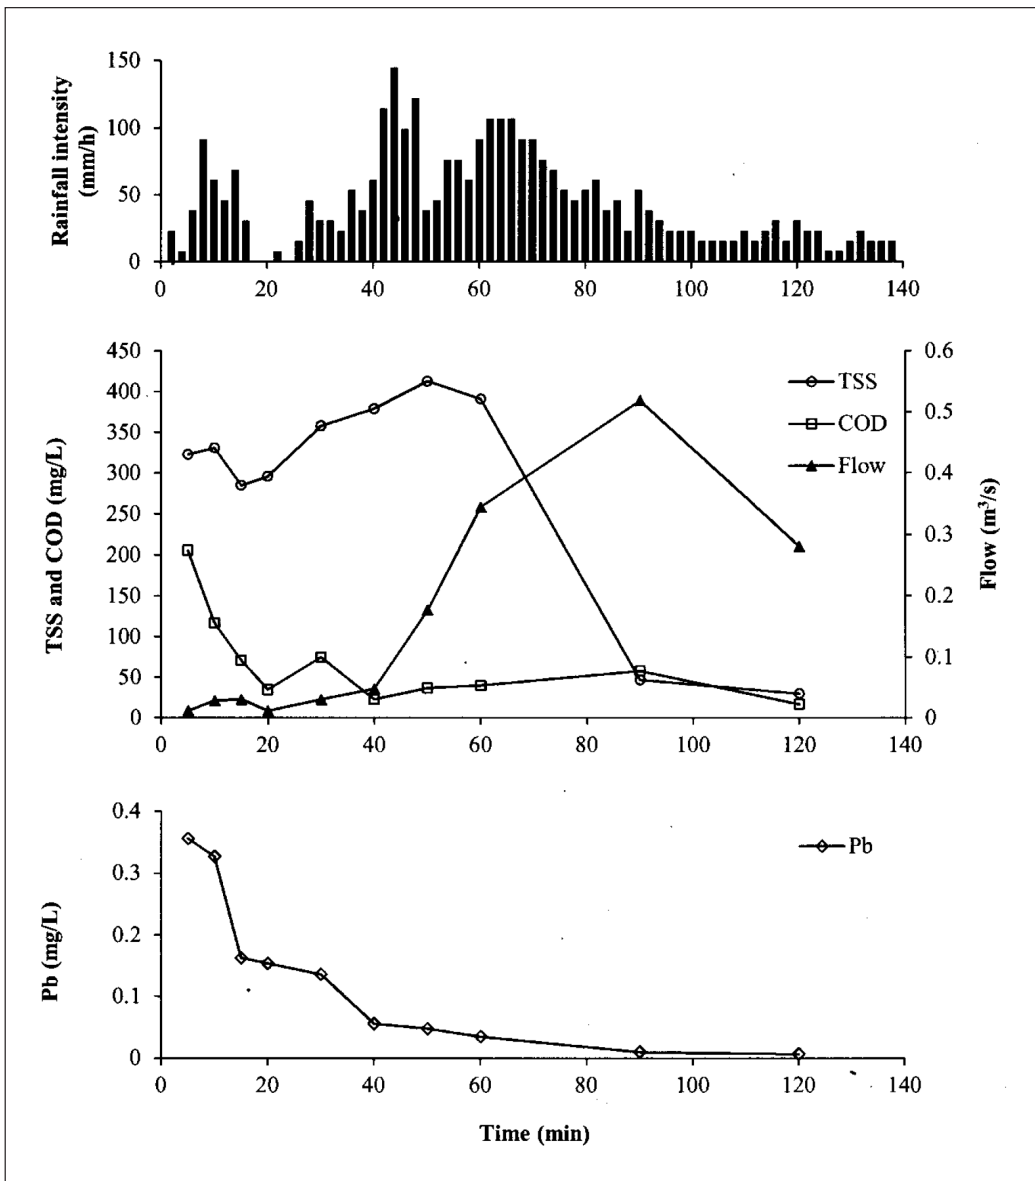 Rainfall intensity
(mm/h)
150
100
50
0
0 20 40 60 80 100 120 140
TSS and COD (mg/L)
450
400
350
300
250
200
150
100
50
0
0 20 40 60 80 100 120 140
0.6
0.5
0.4
0.3
0.2
0.1
0
Flow (m³/s)
TSS
COD
Flow
Pb (mg/L)
0.4
0.3
0.2
0.1
0
0 20 40 60 80 100 120 140
Pb
Time (min)